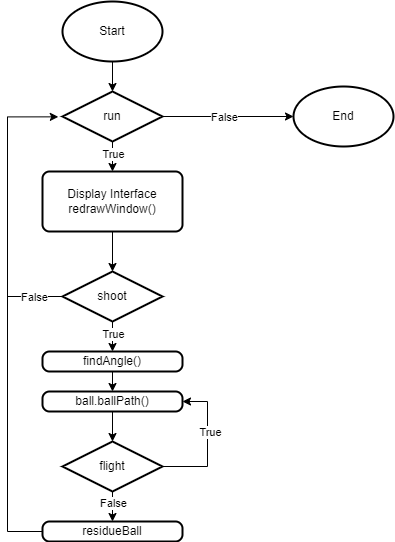 Start
run
False
End
True
Display Interface
redrawWindow()
shoot
False
True
findAngle()
ball.ballPath()
True
flight
False
residueBall